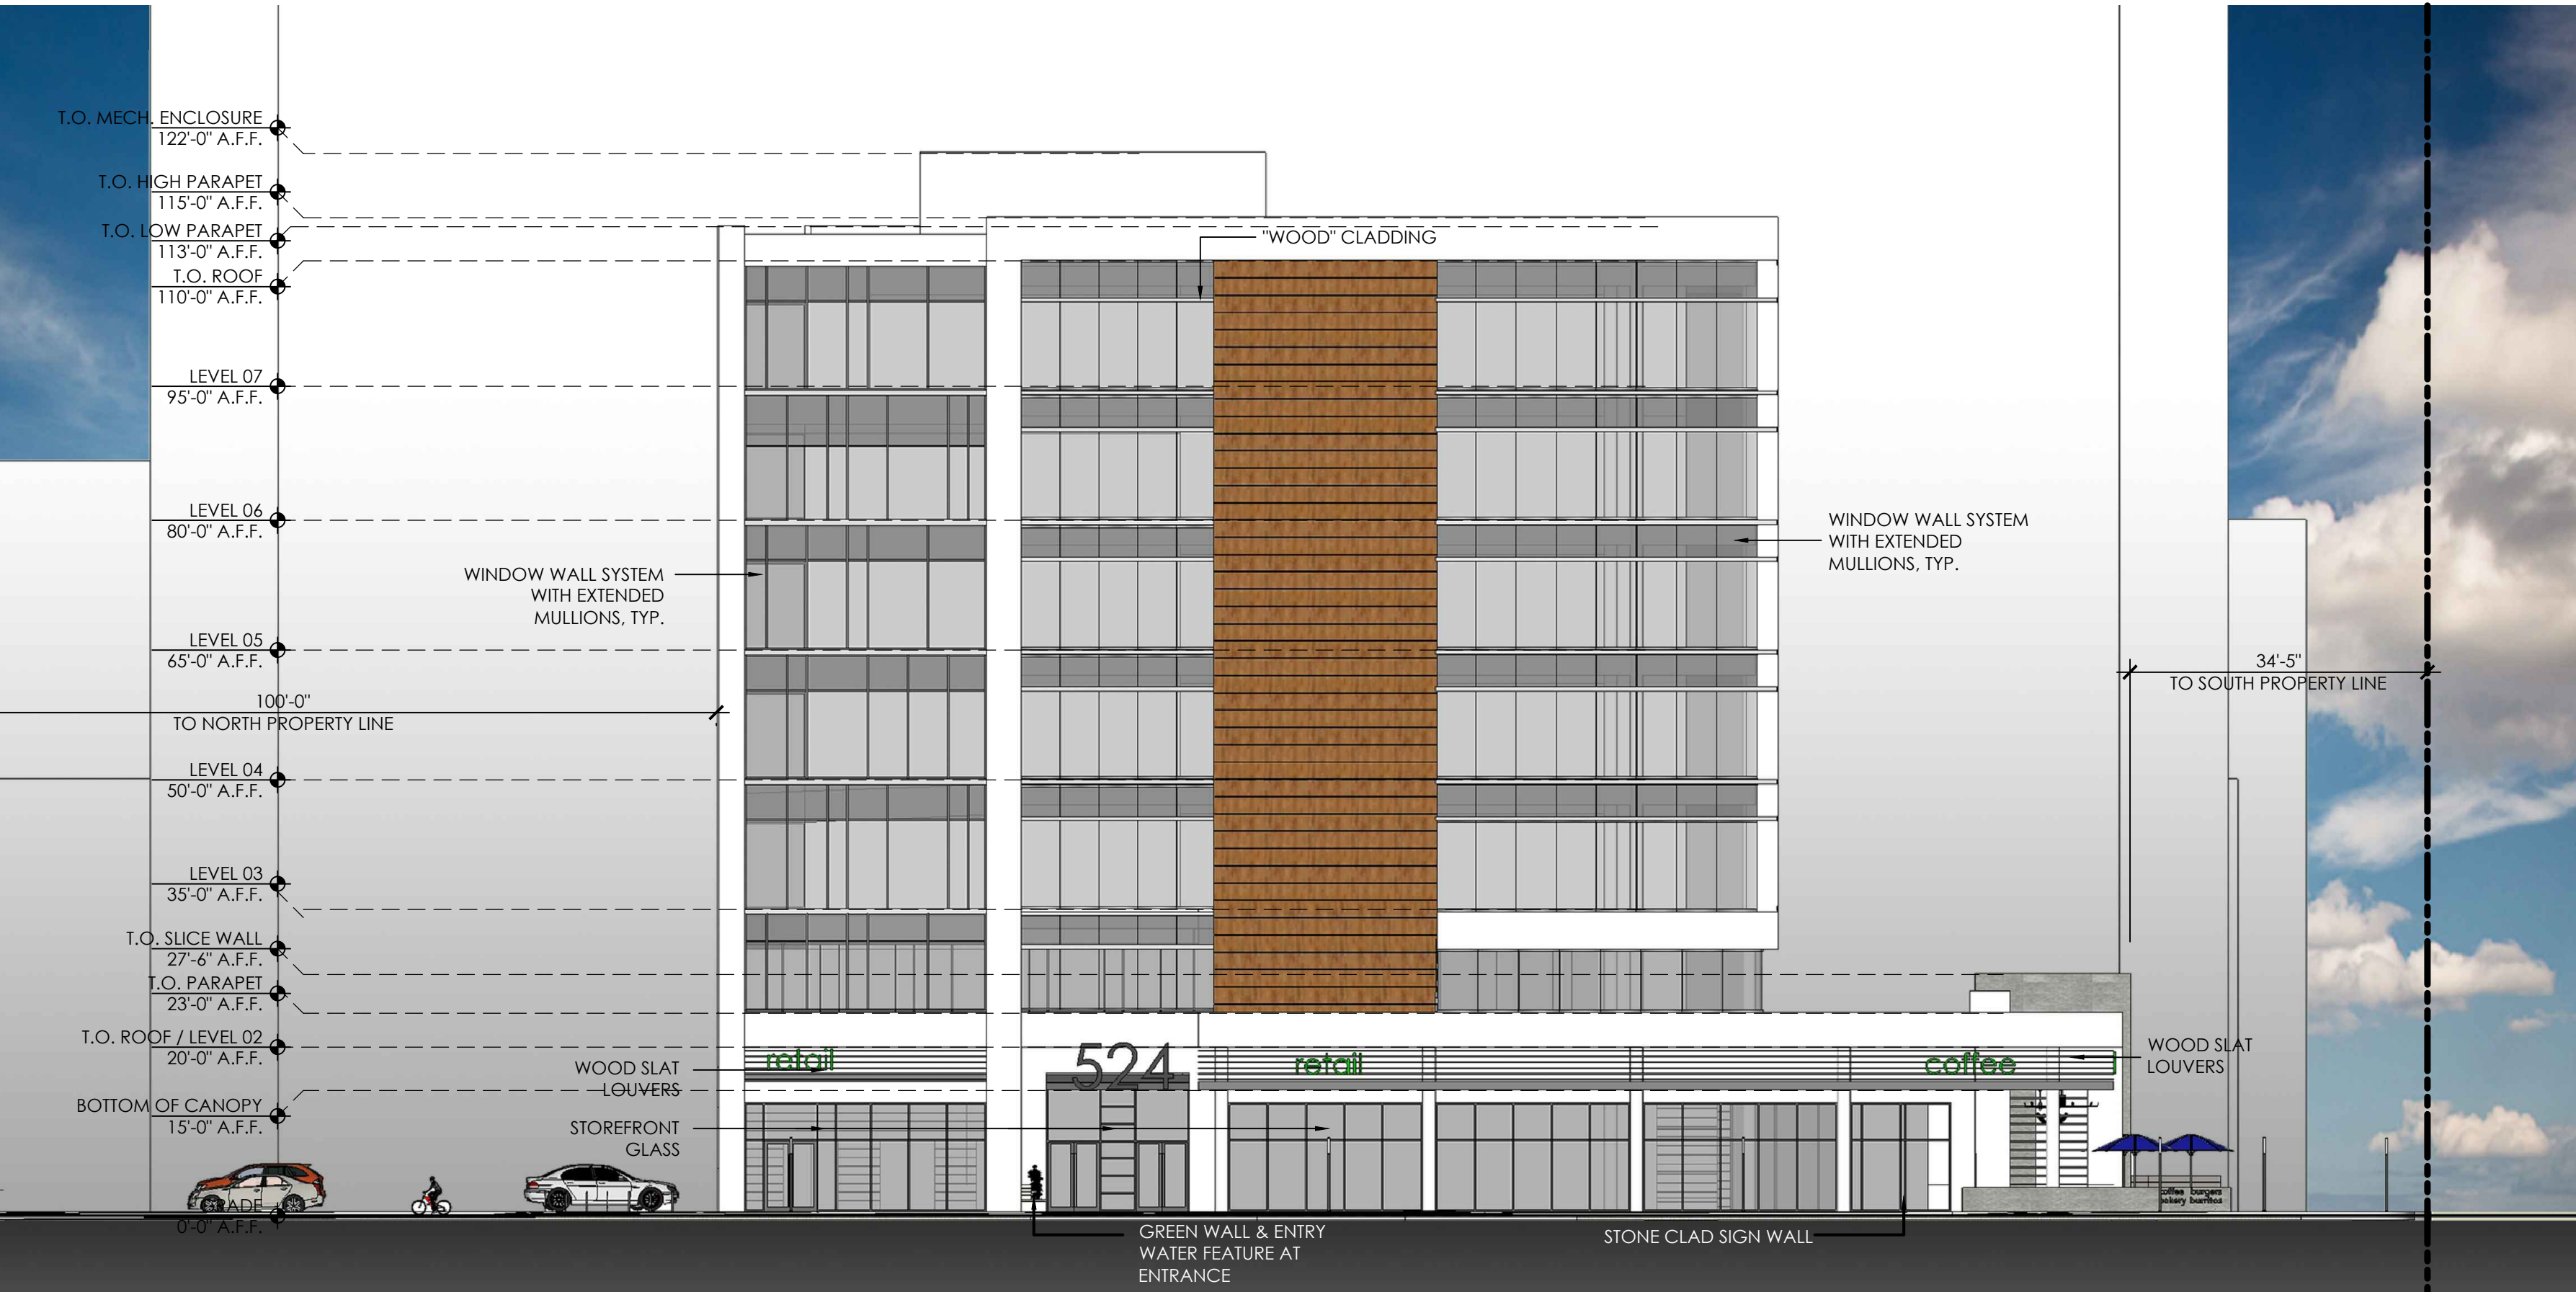 T.O. MECH. ENCLOSURE
122'-0" A.F.F.
T.O. HIGH PARAPET
115'-0" A.F.F.
T.O. LOW PARAPET
113'-0" A.F.F.
T.O. ROOF
110'-0" A.F.F.
LEVEL 07
95'-0" A.F.F.
LEVEL 06
80'-0" A.F.F.
LEVEL 05
65'-0" A.F.F.
100'-0"
TO NORTH PROPERTY LINE
LEVEL 04
50'-0" A.F.F.
LEVEL 03
35'-0" A.F.F.
T.O. SLICE WALL
27'-6" A.F.F.
T.O. PARAPET
23'-0" A.F.F.
T.O. ROOF / LEVEL 02
20'-0" A.F.F.
BOTTOM OF CANOPY
15'-0" A.F.F.
GRADE
0'-0" A.F.F.
"WOOD" CLADDING
WINDOW WALL SYSTEM
WITH EXTENDED
MULLIONS, TYP.
WINDOW WALL SYSTEM
WITH EXTENDED
MULLIONS, TYP.
34'-5"
TO SOUTH PROPERTY LINE
WOOD SLAT
LOUVERS
STOREFRONT
GLASS
retail
524
retail
coffee
WOOD SLAT
LOUVERS
coffee burgers
bakery burritos
GREEN WALL & ENTRY
WATER FEATURE AT
ENTRANCE
STONE CLAD SIGN WALL